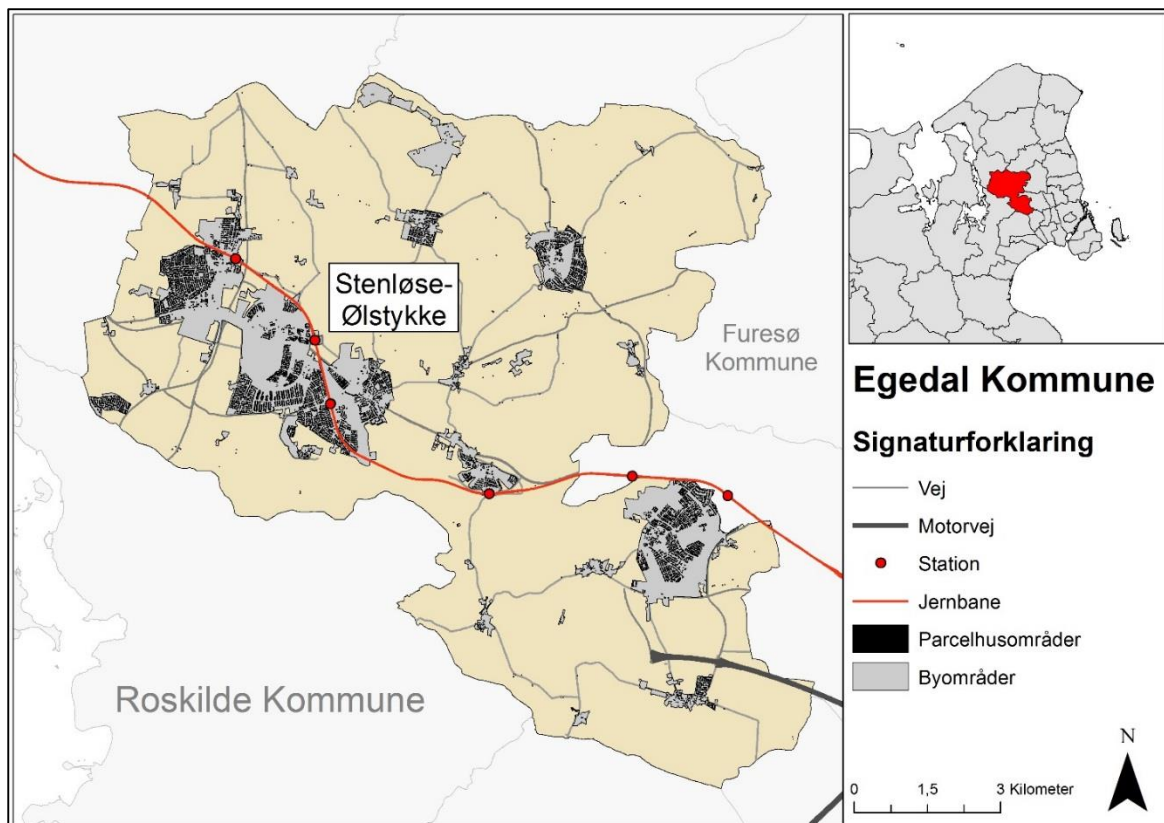 Stenløse-
Ølstykke
Furesø
Kommune
Roskilde Kommune
Egedal Kommune
Signaturforklaring
Vej
Motorvej
Station
Jernbane
Parcelhusområder
Byområder
N
0 1,5 3 Kilometer